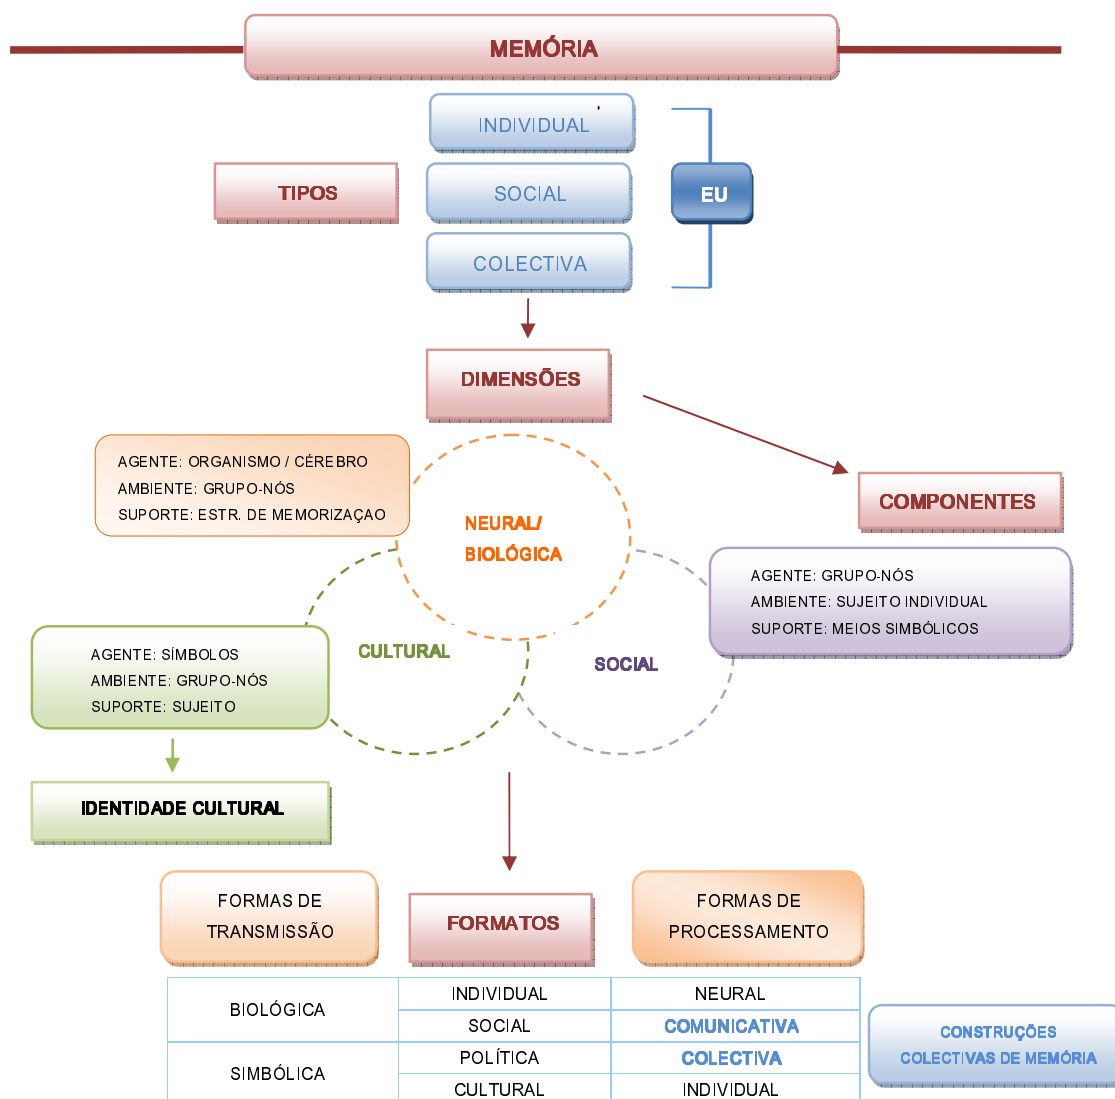 MEMÓRIA
INDIVIDUAL
TIPOS
SOCIAL
EU
COLECTIVA
DIMENSÕES
AGENTE: ORGANISMO / CÉREBRO
AMBIENTE: GRUPO-NÓS
SUPORTE: ESTR. DE MEMORIZAÇAO
NEURAL/
BIOLÓGICA
COMPONENTES
AGENTE: GRUPO-NÓS
AMBIENTE: SUJEITO INDIVIDUAL
SUPORTE: MEIOS SIMBÓLICOS
CULTURAL
SOCIAL
AGENTE: SÍMBOLOS
AMBIENTE: GRUPO-NÓS
SUPORTE: SUJEITO
IDENTIDADE CULTURAL
FORMAS DE
TRANSMISSÃO
FORMATOS
FORMAS DE
PROCESSAMENTO
BIOLÓGICA
INDIVIDUAL
NEURAL
SOCIAL
COMUNICATIVA
SIMBÓLICA
POLÍTICA
COLECTIVA
CULTURAL
INDIVIDUAL
CONSTRUÇÕES
COLECTIVAS DE MEMÓRIA